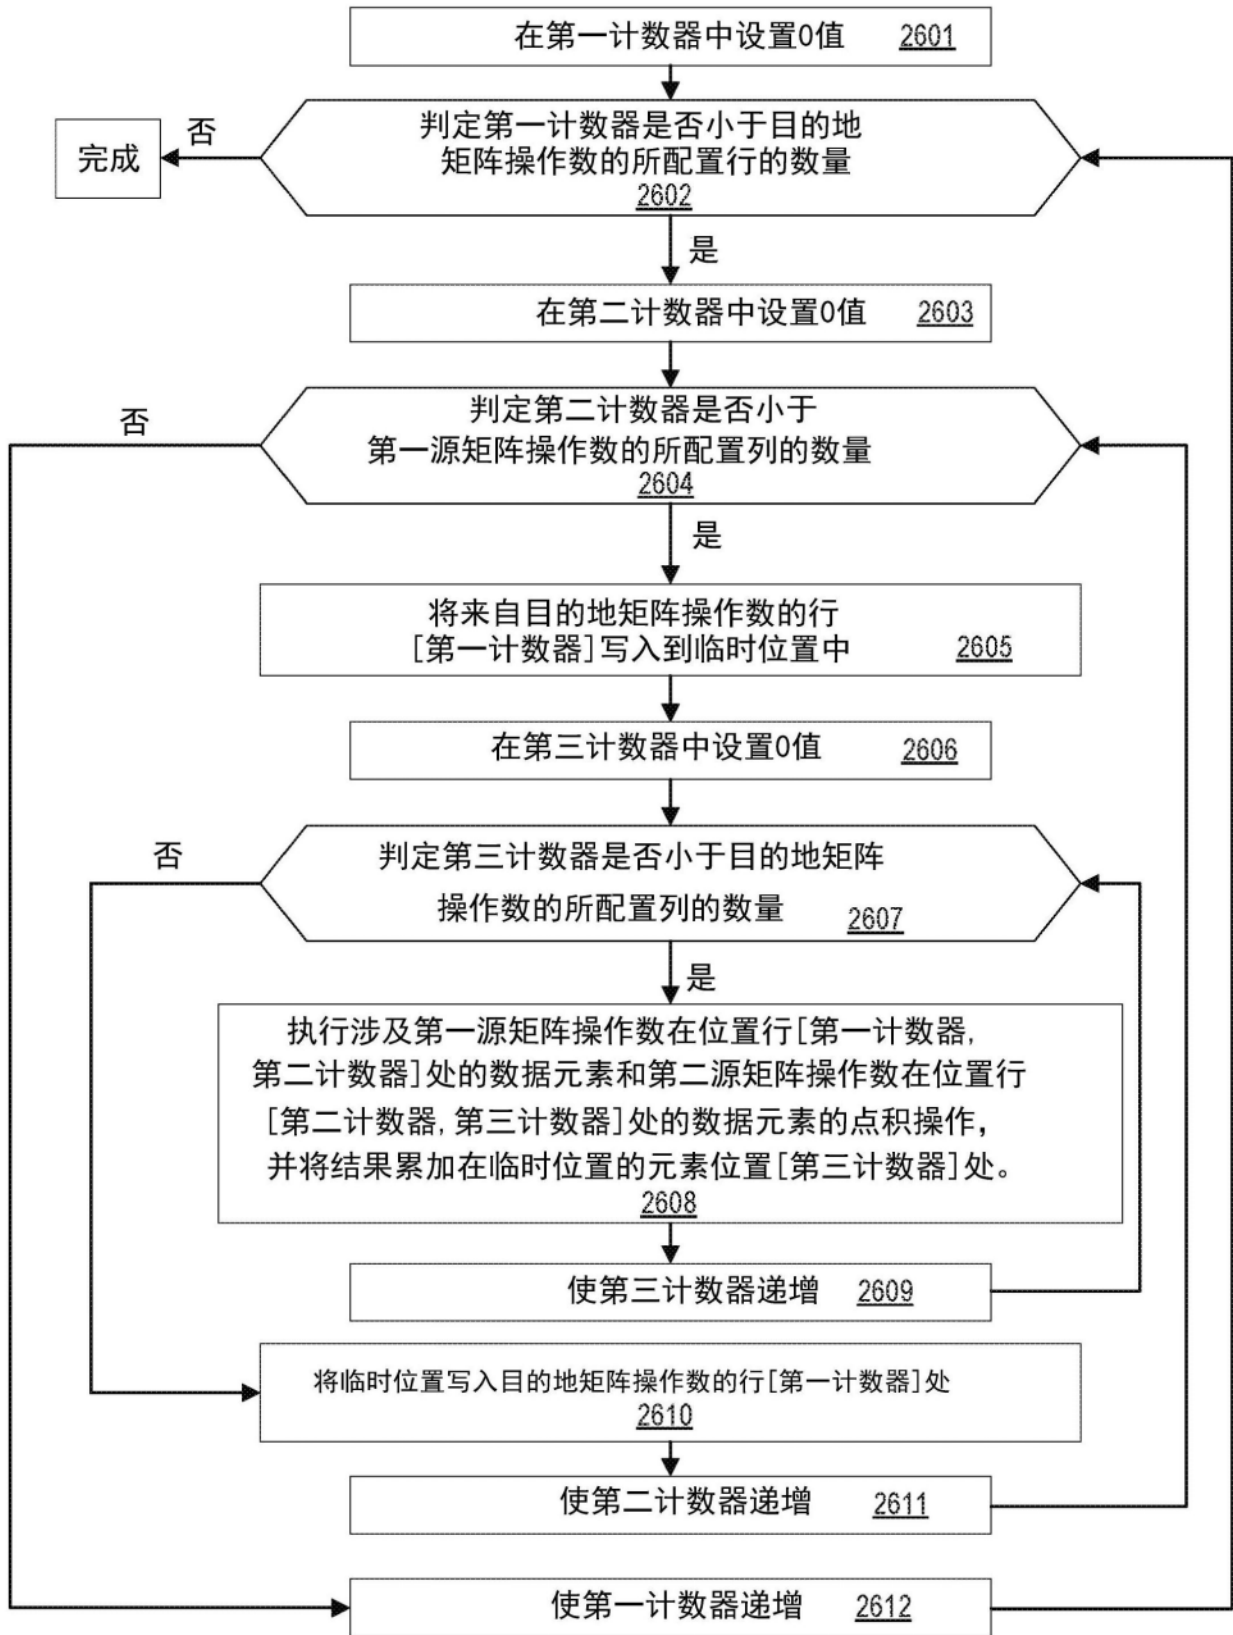 在第一计数器中设置0值 2601
判定第一计数器是否小于目的地
矩阵操作数的所配置行的数量
2602
否
完成
是
在第二计数器中设置0值 2603
判定第二计数器是否小于
第一源矩阵操作数的所配置列的数量
2604
否
是
将来自目的地矩阵操作数的行
[第一计数器]写入到临时位置中 2605
在第三计数器中设置0值 2606
判定第三计数器是否小于目的地矩阵
操作数的所配置列的数量 2607
否
是
执行涉及第一源矩阵操作数在位置行[第一计数器,
第二计数器]处的数据元素和第二源矩阵操作数在位置行
[第二计数器,第三计数器]处的数据元素的点积操作，
并将结果累加在临时位置的元素位置[第三计数器]处。
2608
使第三计数器递增 2609
将临时位置写入目的地矩阵操作数的行[第一计数器]处
2610
使第二计数器递增 2611
使第一计数器递增 2612